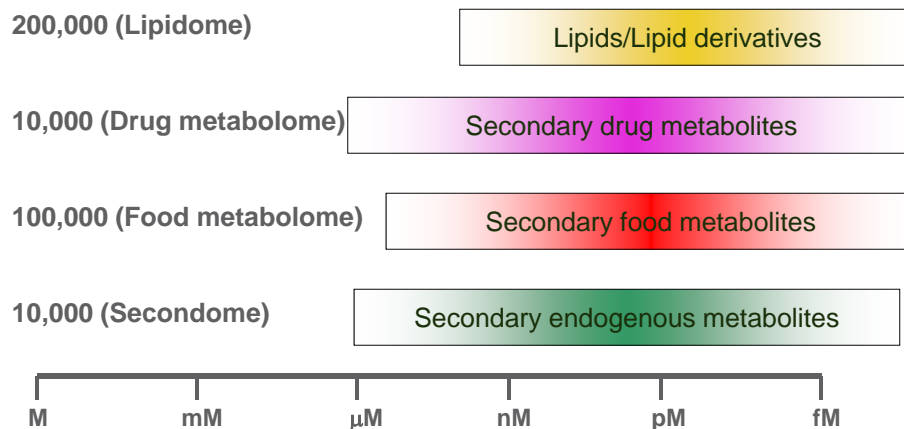 200,000 (Lipidome)
Lipids/Lipid derivatives
10,000 (Drug metabolome)
Secondary drug metabolites
100,000 (Food metabolome)
Secondary food metabolites
10,000 (Secondome)
Secondary endogenous metabolites
M mM μM nM pM fM